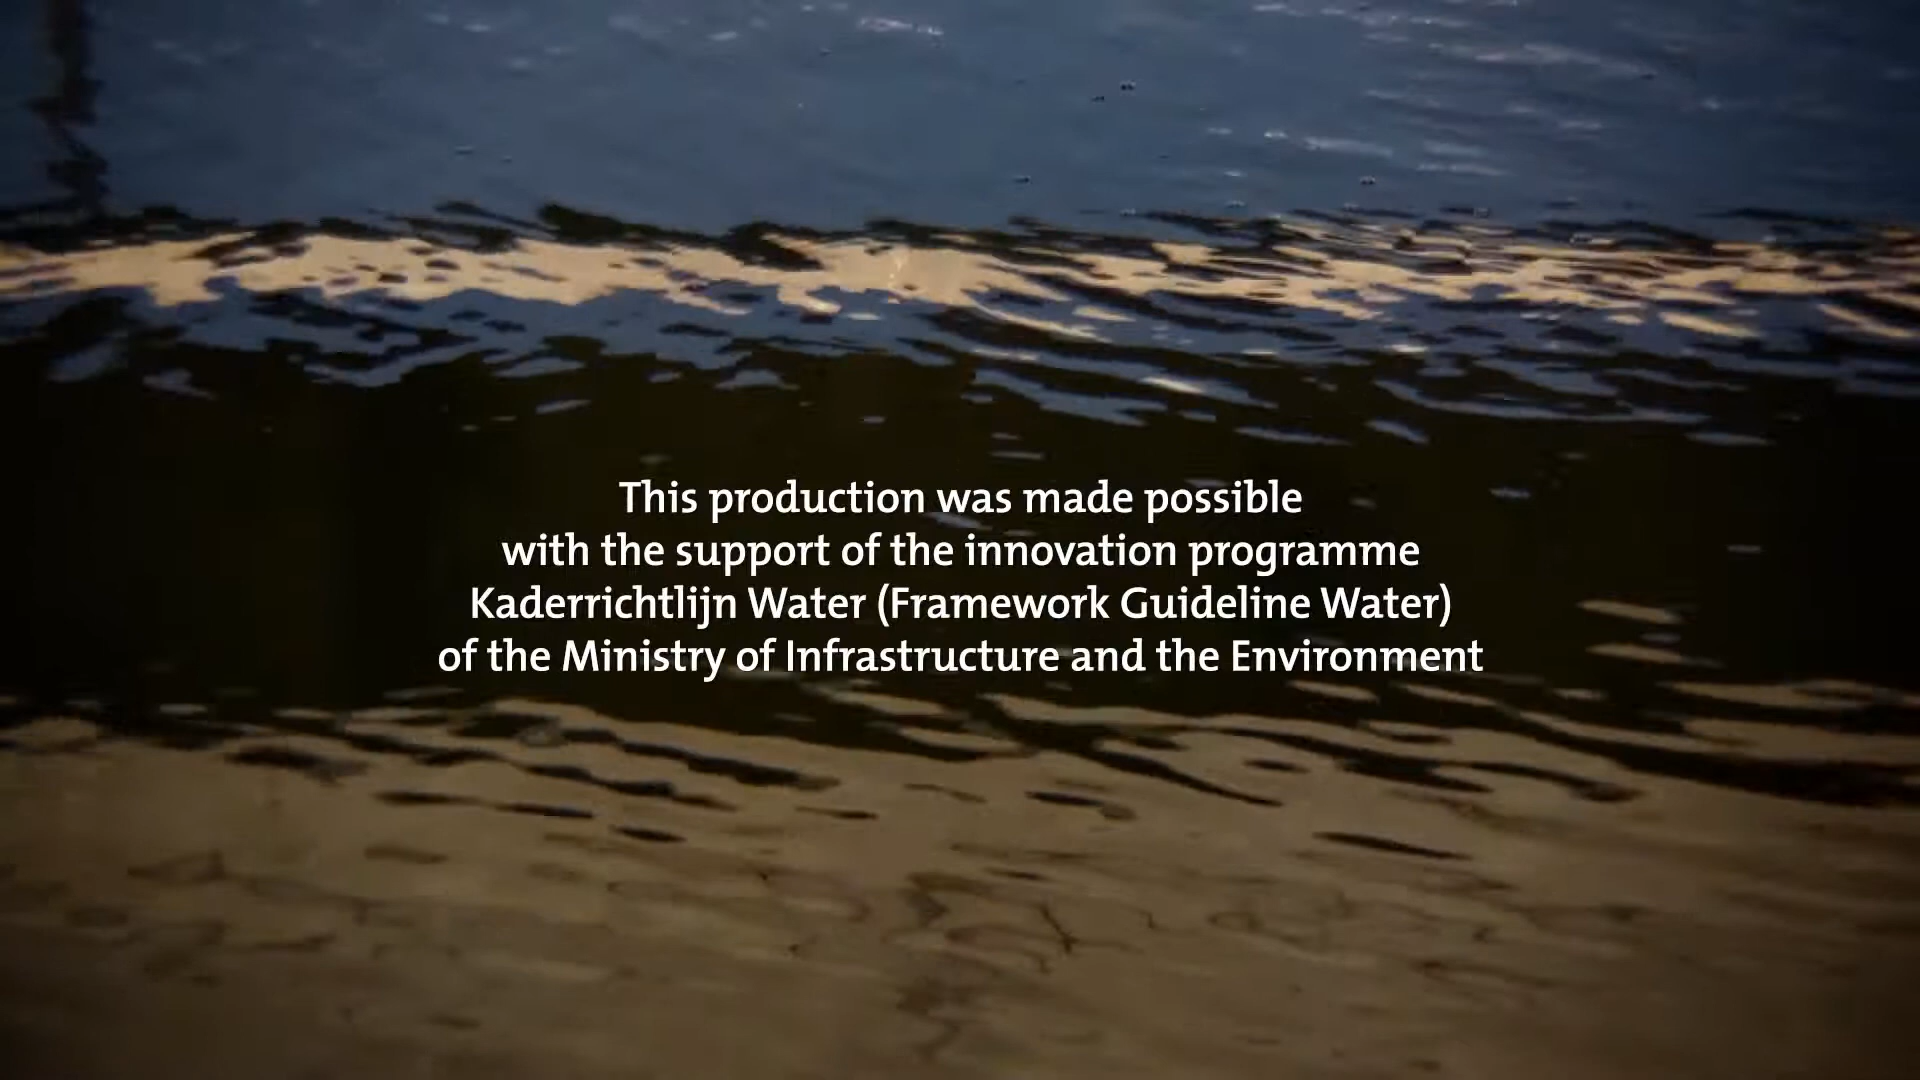 This production was made possible
with the support of the innovation programme
Kaderrichtlijn Water (Framework Guideline Water)
of the Ministry of Infrastructure and the Environment